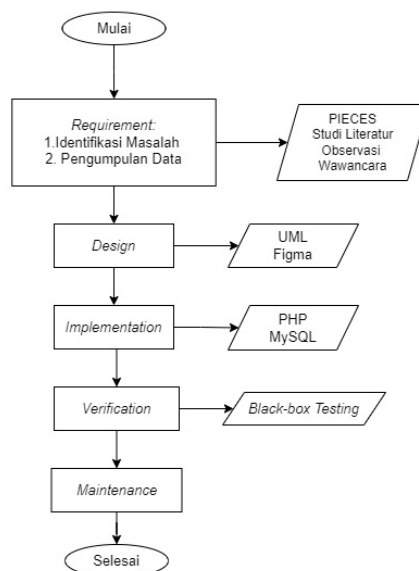 Mulai
Requirement:
1.Identifikasi Masalah
2. Pengumpulan Data
PIECES
Studi Literatur
Observasi
Wawancara
Design
UML
Figma
Implementation
PHP
MySQL
Verification
Black-box Testing
Maintenance
Selesai